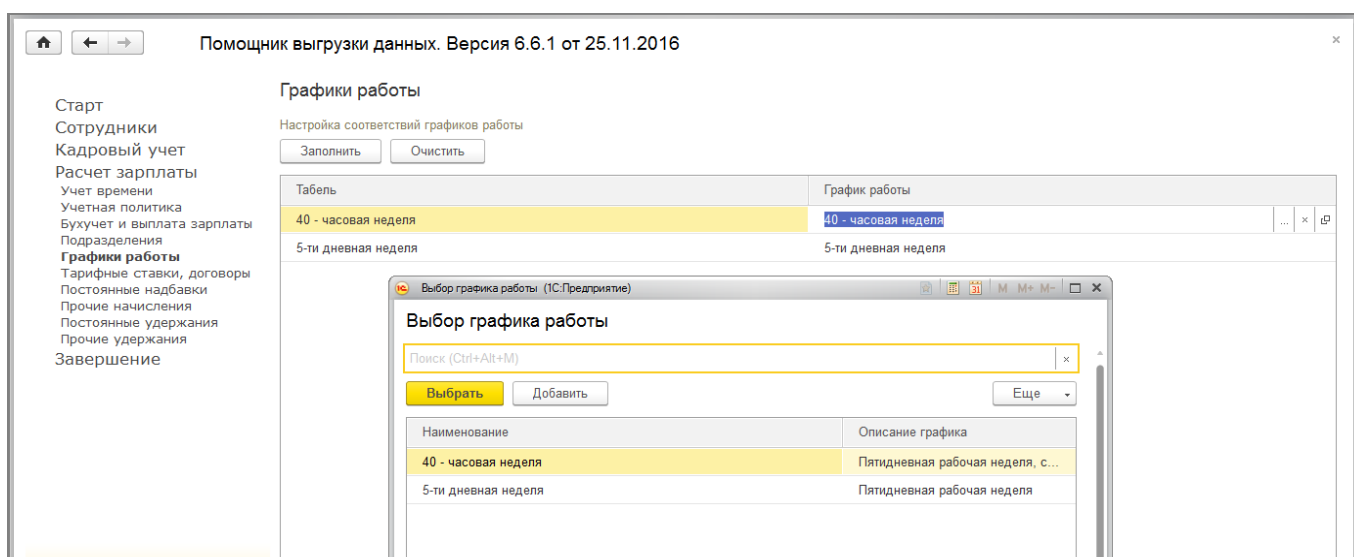 Помощник выгрузки данных. Версия 6.6.1 от 25.11.2016
Старт
Сотрудники
Кадровый учет
Расчет зарплаты
Учет времени
Учетная политика
Бухучет и выплата зарплаты
Подразделения
Графики работы
Тарифные ставки, договоры
Постоянные надбавки
Прочие начисления
Постоянные удержания
Прочие удержания
Завершение
Графики работы
Настройка соответствий графиков работы
Заполнить Очистить
Табель График работы
40 - часовая неделя 40 - часовая неделя ... ×
5-ти дневная неделя 5-ти дневная неделя
1С Выбор графика работы (1С:Предприятие) 31 M M+ M-
Выбор графика работы
Поиск (Ctrl+Alt+M) ×
Выбрать Добавить Еще
Наименование Описание графика
40 - часовая неделя Пятидневная рабочая неделя, с...
5-ти дневная неделя Пятидневная рабочая неделя